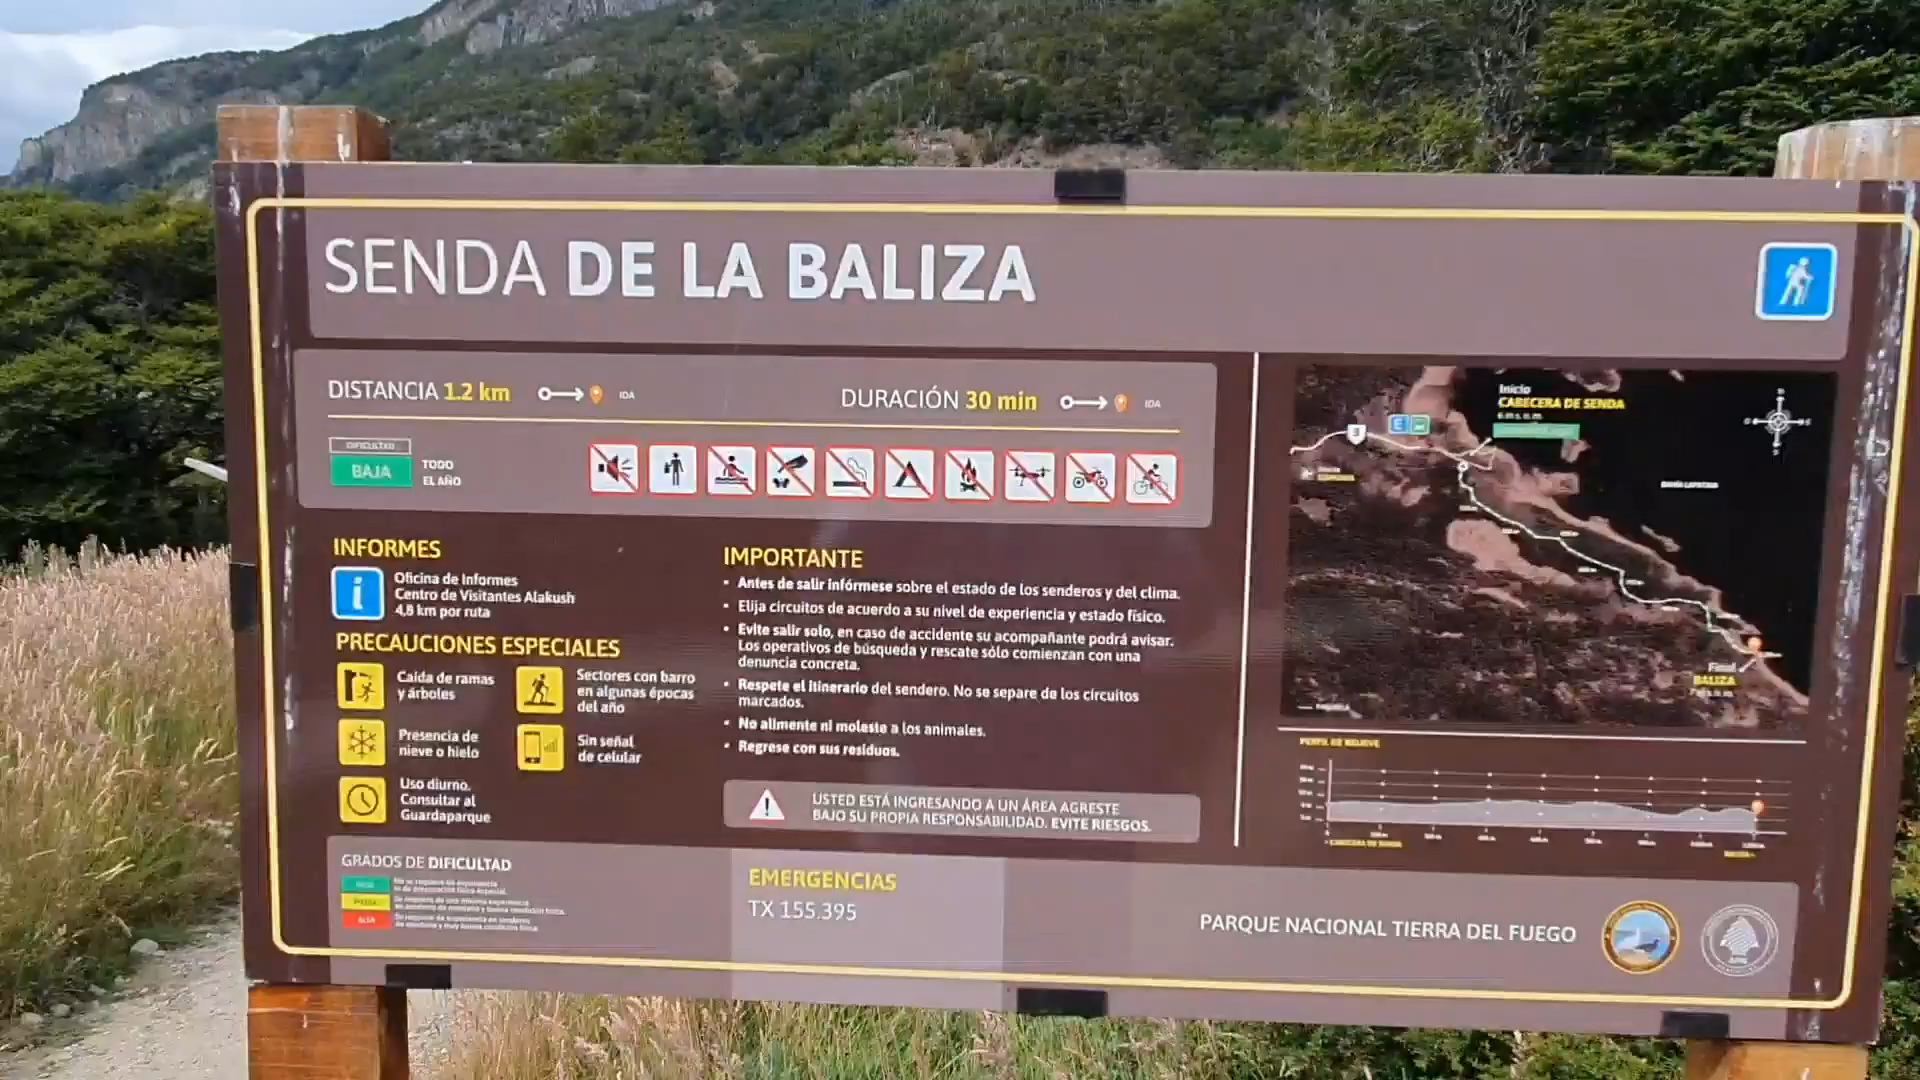 SENDA DE LA BALIZA
DISTANCIA 1.2 km IDA
DURACIÓN 30 min IDA
DIFICULTAD
BAJA
TODO
EL AÑO
INFORMES
Oficina de Informes
Centro de Visitantes Alakush
4,8 km por ruta
PRECAUCIONES ESPECIALES
Caída de ramas
y árboles
Sectores con barro
en algunas épocas
del año
Presencia de
nieve o hielo
Sin señal
de celular
Uso diurno.
Consultar al
Guardaparque
IMPORTANTE
• Antes de salir infórmese sobre el estado de los senderos y del clima.
• Elija circuitos de acuerdo a su nivel de experiencia y estado físico.
• Evite salir solo, en caso de accidente su acompañante podrá avisar.
Los operativos de búsqueda y rescate sólo comienzan con una
denuncia concreta.
• Respete el itinerario del sendero. No se separe de los circuitos
marcados.
• No alimente ni moleste a los animales.
• Regrese con sus residuos.
USTED ESTÁ INGRESANDO A UN ÁREA AGRESTE
BAJO SU PROPIA RESPONSABILIDAD. EVITE RIESGOS.
Inicio
CABECERA DE SENDA
E
3
BAHÍA LAPATAIA
Final
BALIZA
PERFIL DE RELIEVE
CABECERA DE SENDA
BALIZA
GRADOS DE DIFICULTAD
BAJA
MEDIA
ALTA
EMERGENCIAS
TX 155.395
PARQUE NACIONAL TIERRA DEL FUEGO